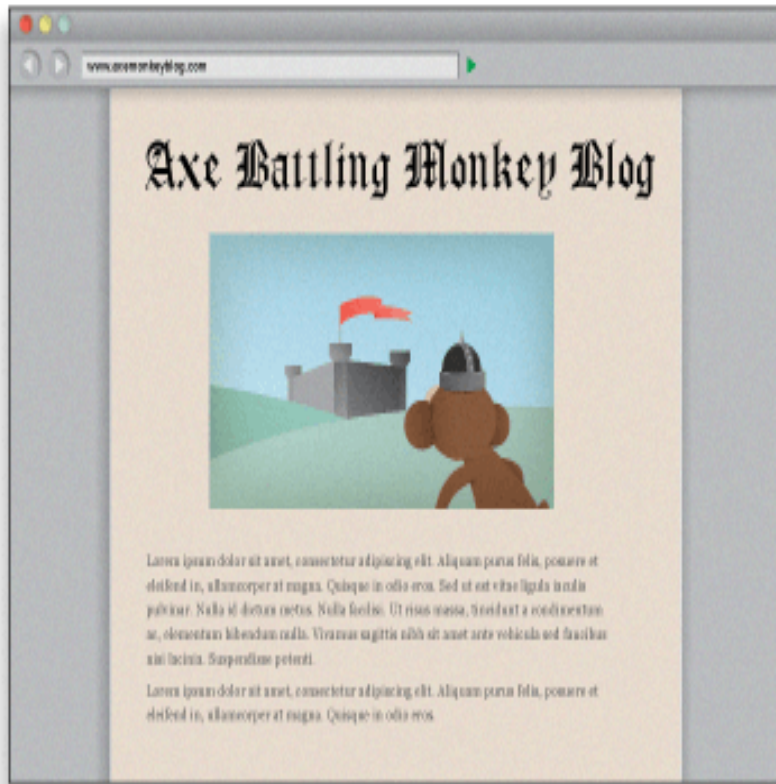 www.axemonkeyblog.com
Axe Battling Monkey Blog
Lorem ipsum dolor sit amet, consectetur adipiscing elit. Aliquam purus felis, posuere et
eleifend in, ullamcorper at magna. Quisque in odio eros. Sed ut est vitae ligula iaculis
pulvinar. Nulla id dictum metus. Nulla facilisi. Ut risus massa, tincidunt a condimentum
ac, elementum bibendum nulla. Vivamus sagittis nibh sit amet ante vehicula sed faucibus
nisi lacinia. Suspendisse potenti.
Lorem ipsum dolor sit amet, consectetur adipiscing elit. Aliquam purus felis, posuere et
eleifend in, ullamcorper at magna. Quisque in odio eros.